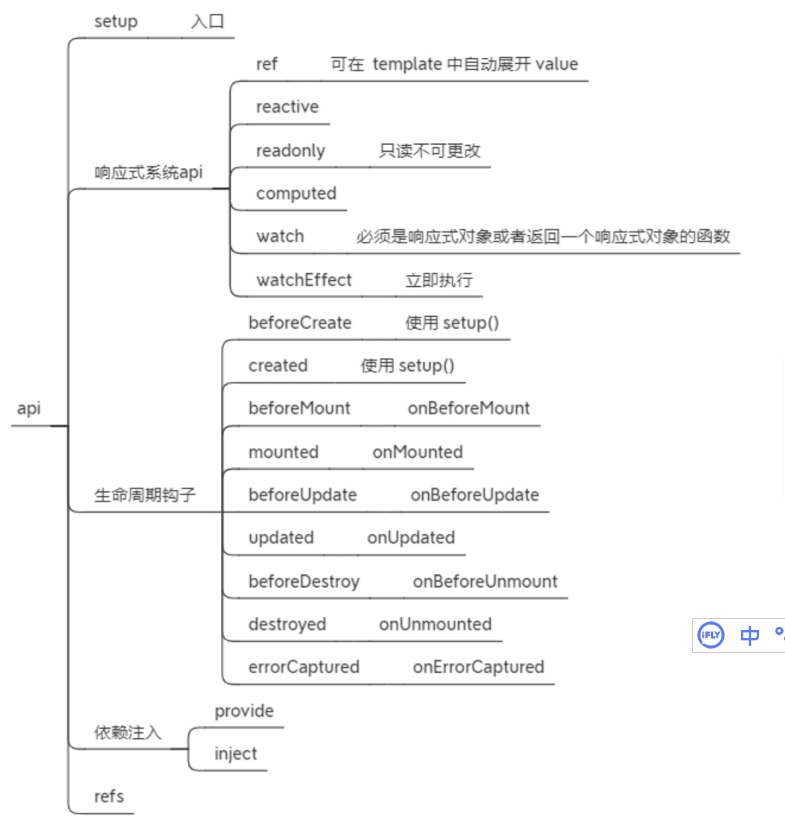 setup 入口
ref 可在 template 中自动展开 value
reactive
readonly 只读不可更改
响应式系统api
computed
watch 必须是响应式对象或者返回一个响应式对象的函数
watchEffect 立即执行
beforeCreate 使用 setup()
created 使用 setup()
api
beforeMount onBeforeMount
mounted onMounted
生命周期钩子
beforeUpdate onBeforeUpdate
updated onUpdated
beforeDestroy onBeforeUnmount
destroyed onUnmounted
iFLY 中
errorCaptured onErrorCaptured
provide
依赖注入
inject
refs